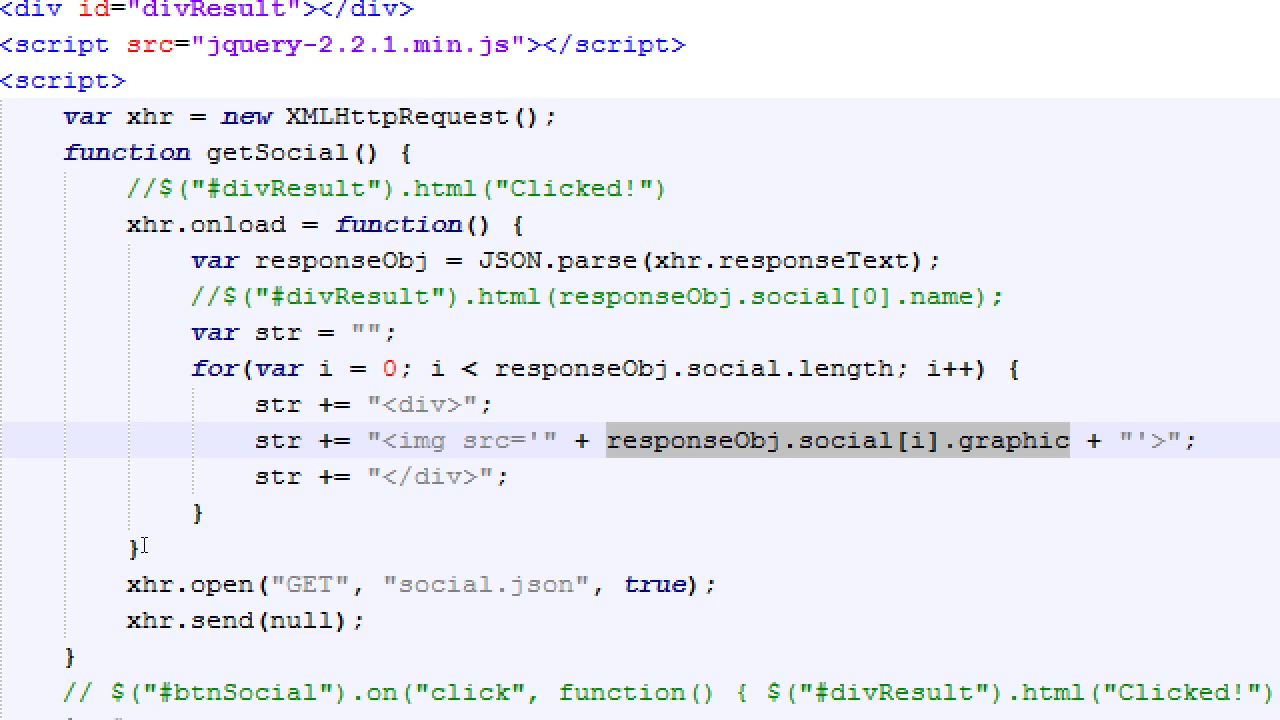 <div id="divResult"></div>
<script src="jquery-2.2.1.min.js"></script>
<script>
var xhr = new XMLHttpRequest();
function getSocial() {
//$("#divResult").html("Clicked!")
xhr.onload = function() {
var responseObj = JSON.parse(xhr.responseText);
//$("#divResult").html(responseObj.social[0].name);
var str = "";
for(var i = 0; i < responseObj.social.length; i++) {
str += "<div>";
str += "<img src='" + responseObj.social[i].graphic + "'>";
str += "</div>";
}
}
xhr.open("GET", "social.json", true);
xhr.send(null);
}
// $("#btnSocial").on("click", function() { $("#divResult").html("Clicked!")